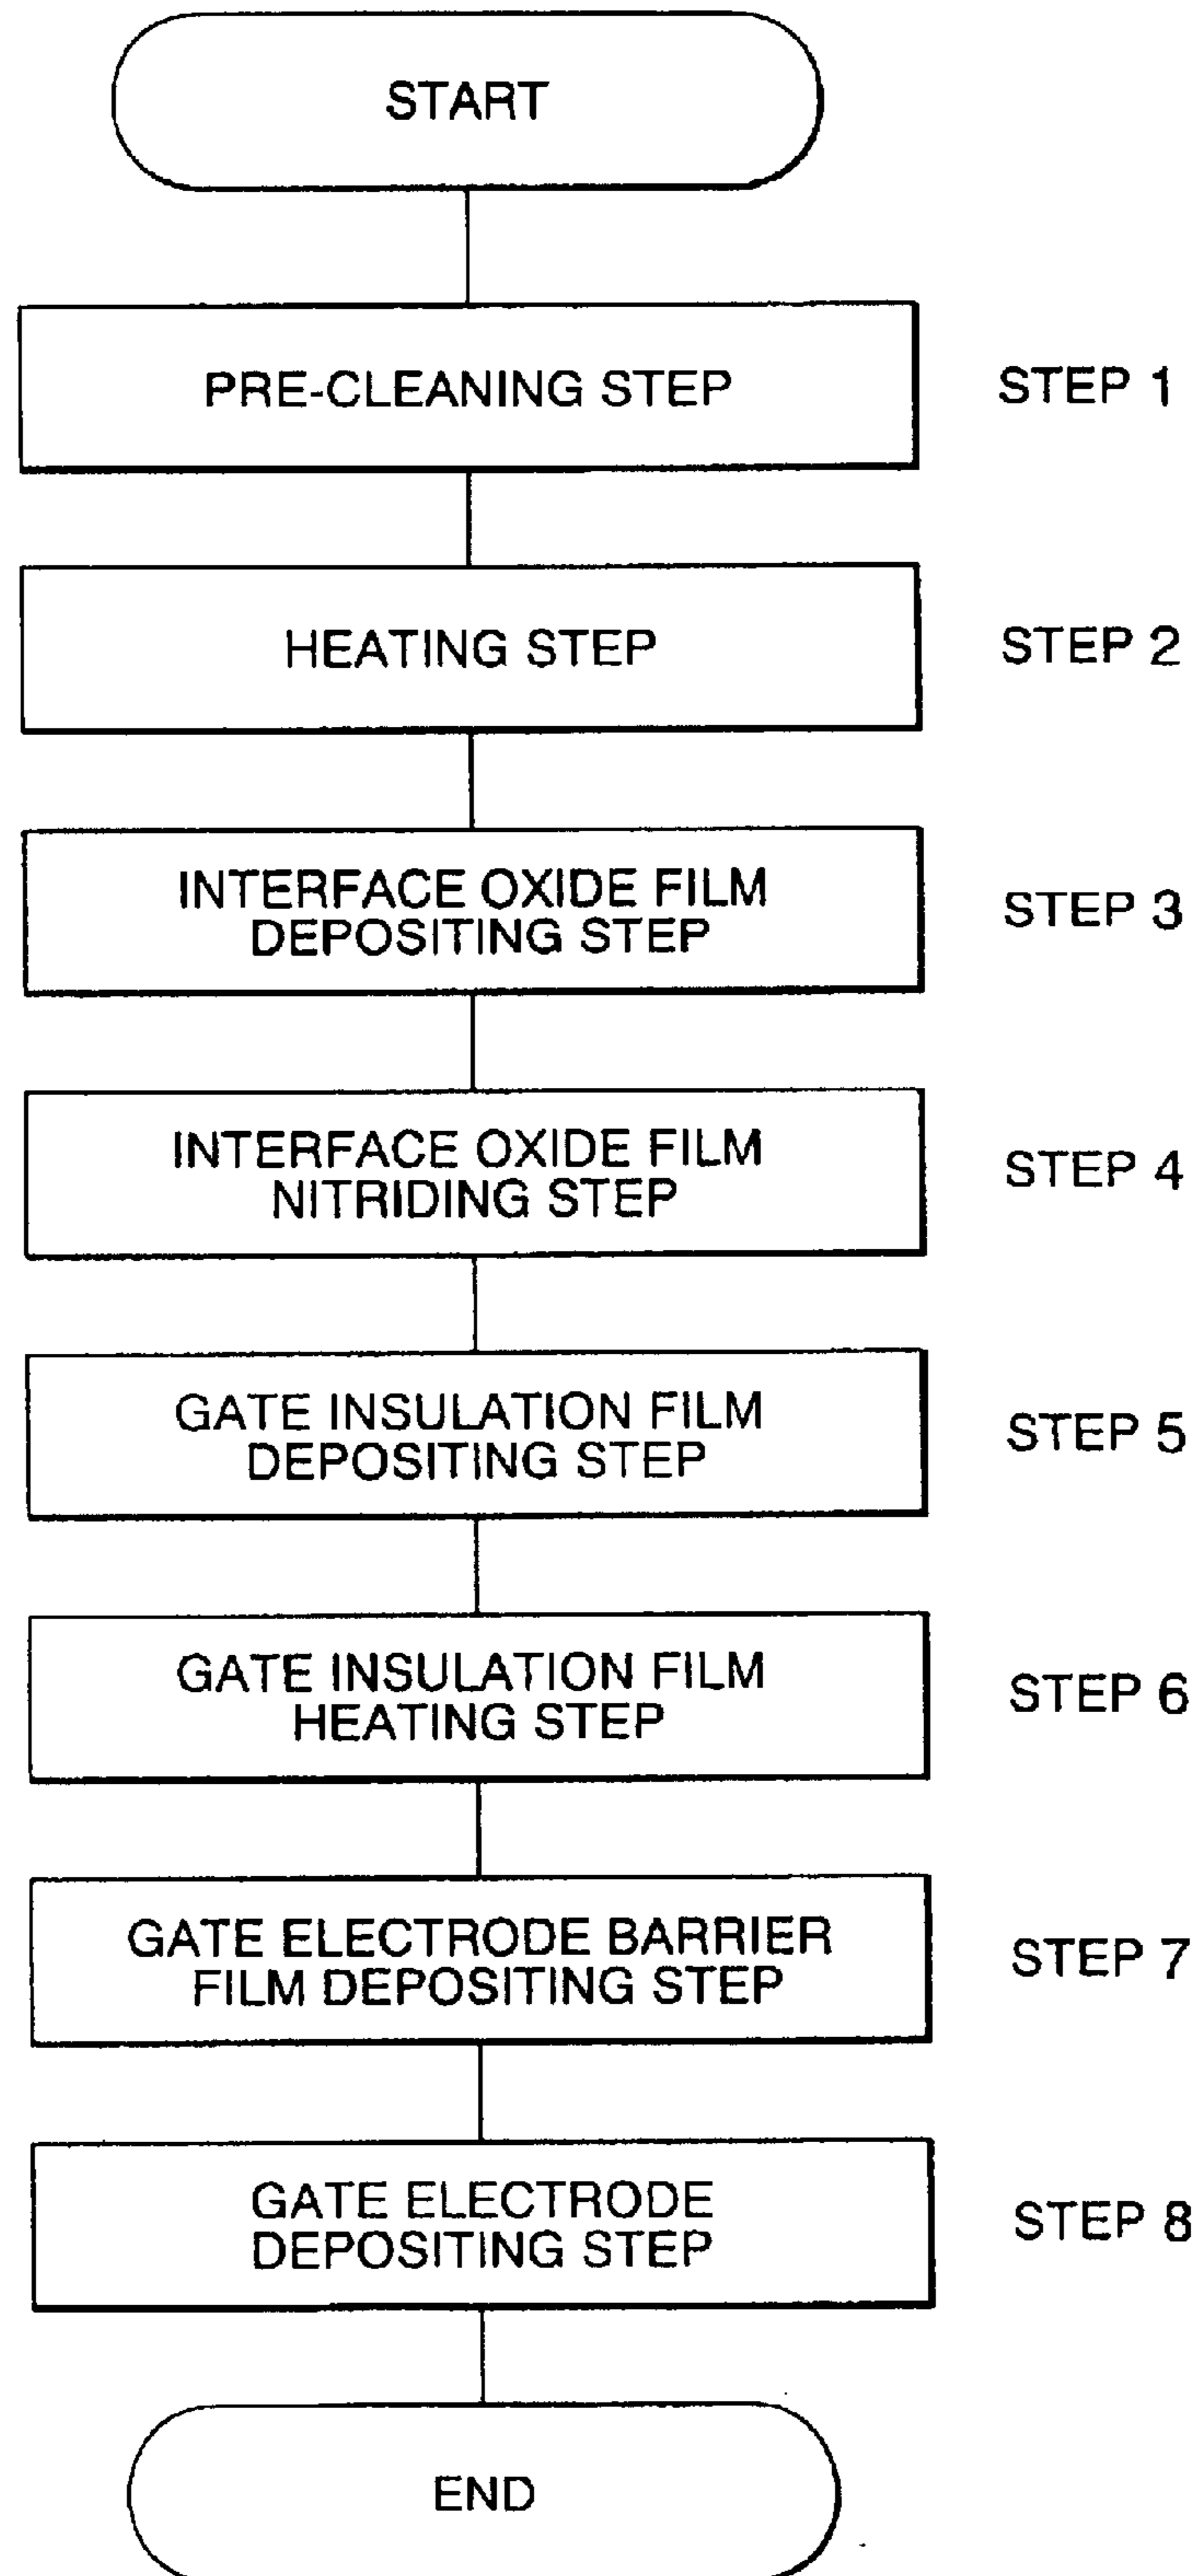 START
PRE-CLEANING STEP
STEP 1
HEATING STEP
STEP 2
INTERFACE OXIDE FILM
DEPOSITING STEP
STEP 3
INTERFACE OXIDE FILM
NITRIDING STEP
STEP 4
GATE INSULATION FILM
DEPOSITING STEP
STEP 5
GATE INSULATION FILM
HEATING STEP
STEP 6
GATE ELECTRODE BARRIER
FILM DEPOSITING STEP
STEP 7
GATE ELECTRODE
DEPOSITING STEP
STEP 8
END